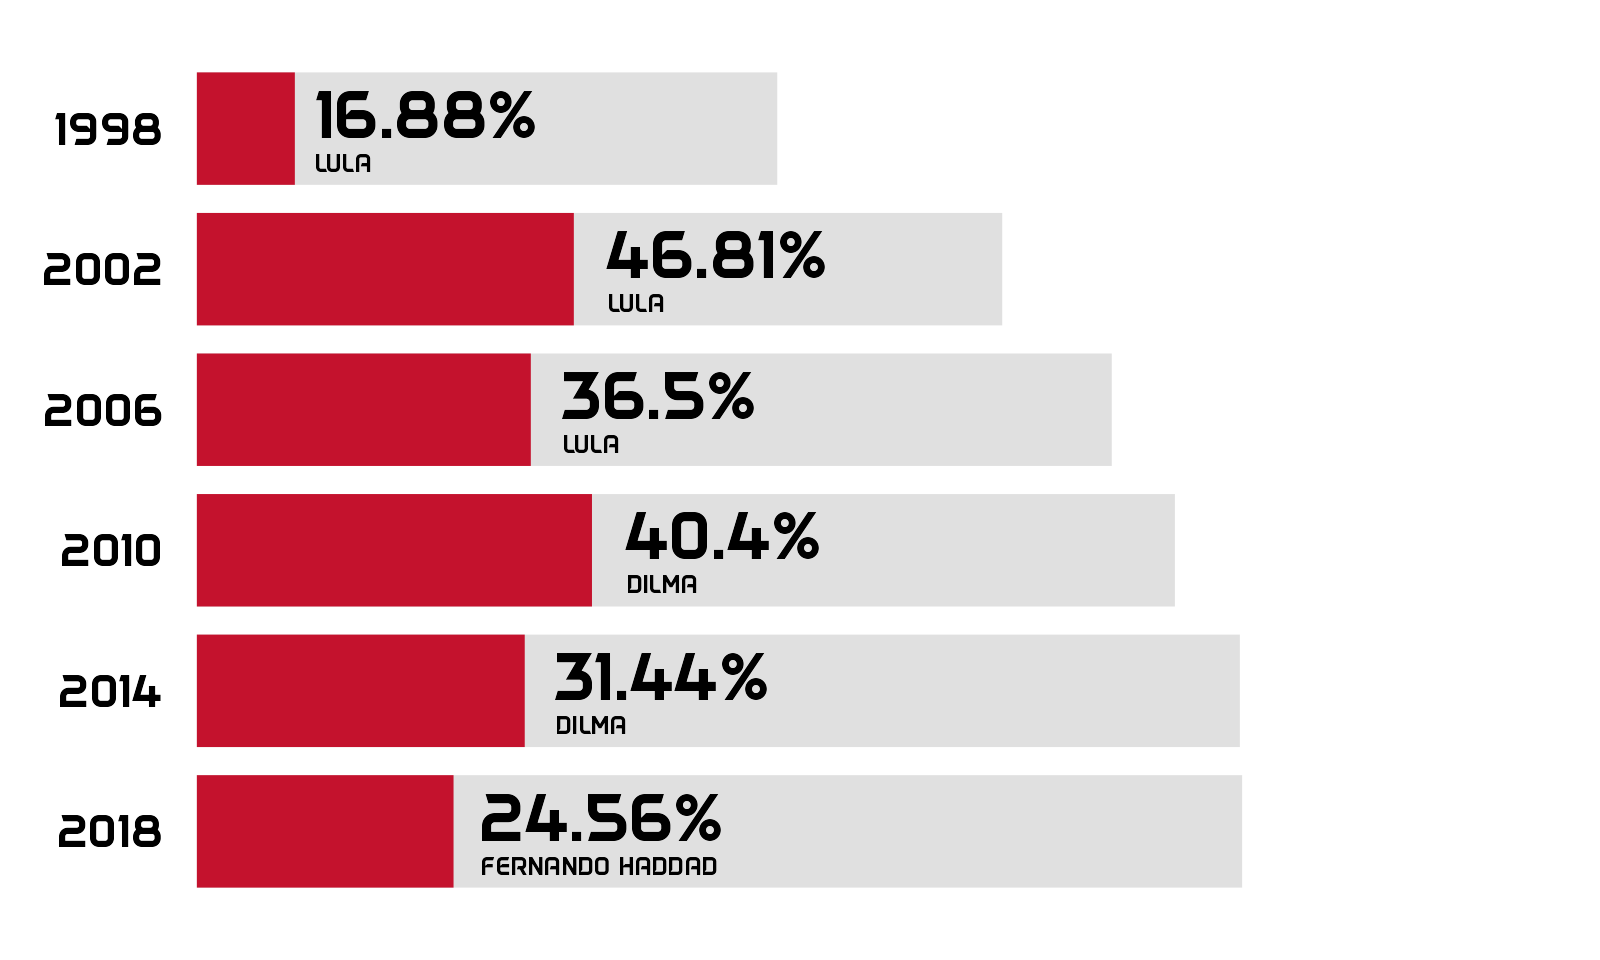 1998
16.88%
LULA
2002
46.81%
LULA
2006
36.5%
LULA
2010
40.4%
DILMA
2014
31.44%
DILMA
2018
24.56%
FERNANDO HADDAD